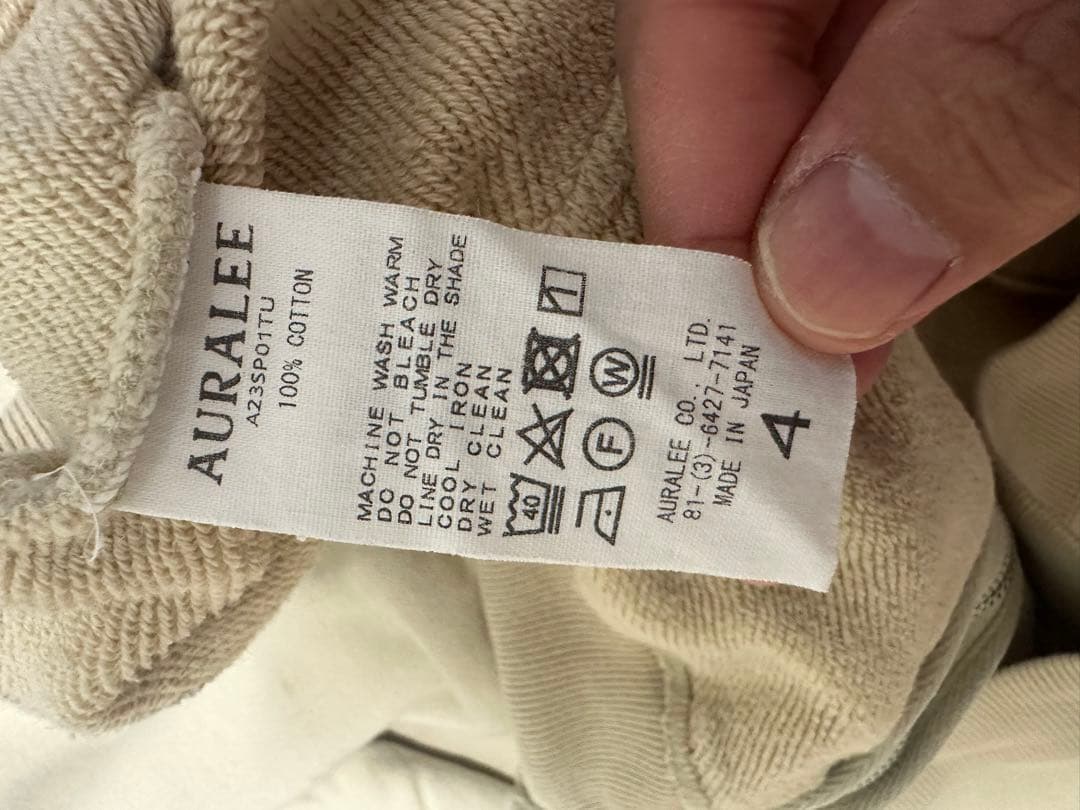 AURALEE
A23SP01TU
100% COTTON
MACHINE WASH WARM
DO NOT BLEACH
DO NOT TUMBLE DRY
LINE DRY IN THE SHADE
COOL IRON
DRY CLEAN
WET CLEAN
40
F W
AURALEE CO., LTD.
81-(3)-6427-7141
MADE IN JAPAN
4